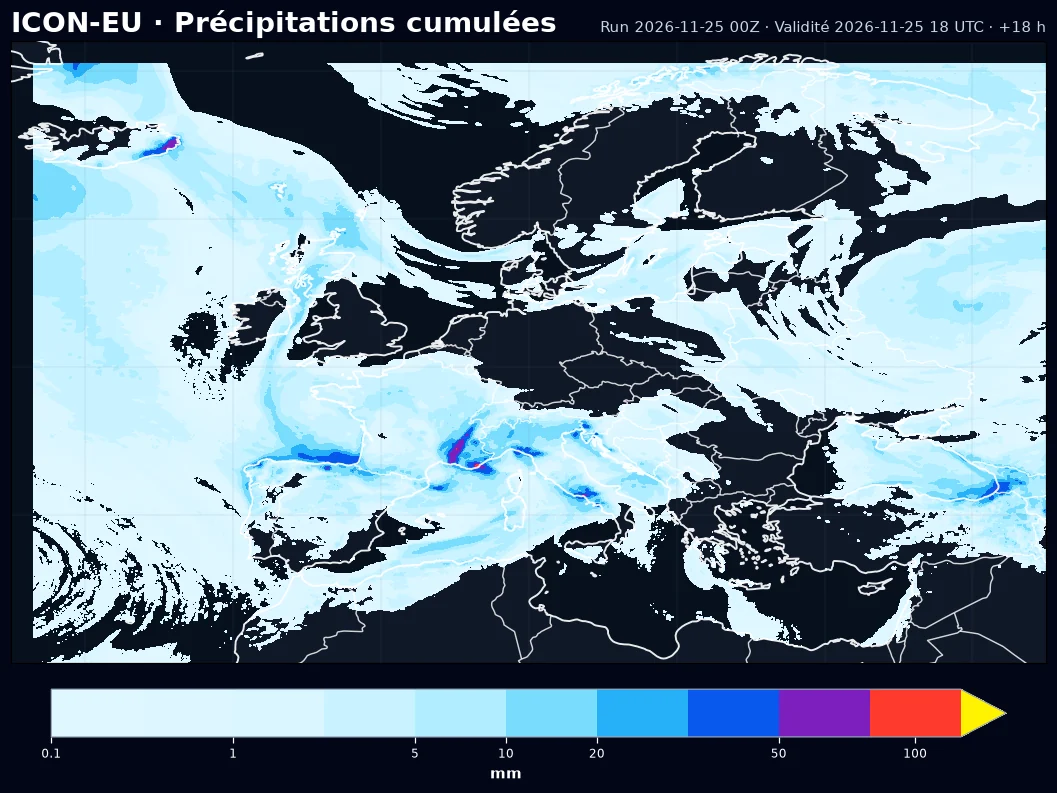 ICON-EU · Précipitations cumulées
Run 2026-11-25 00Z · Validité 2026-11-25 18 UTC · +18 h
0.1 1 5 10 20 50 100
mm